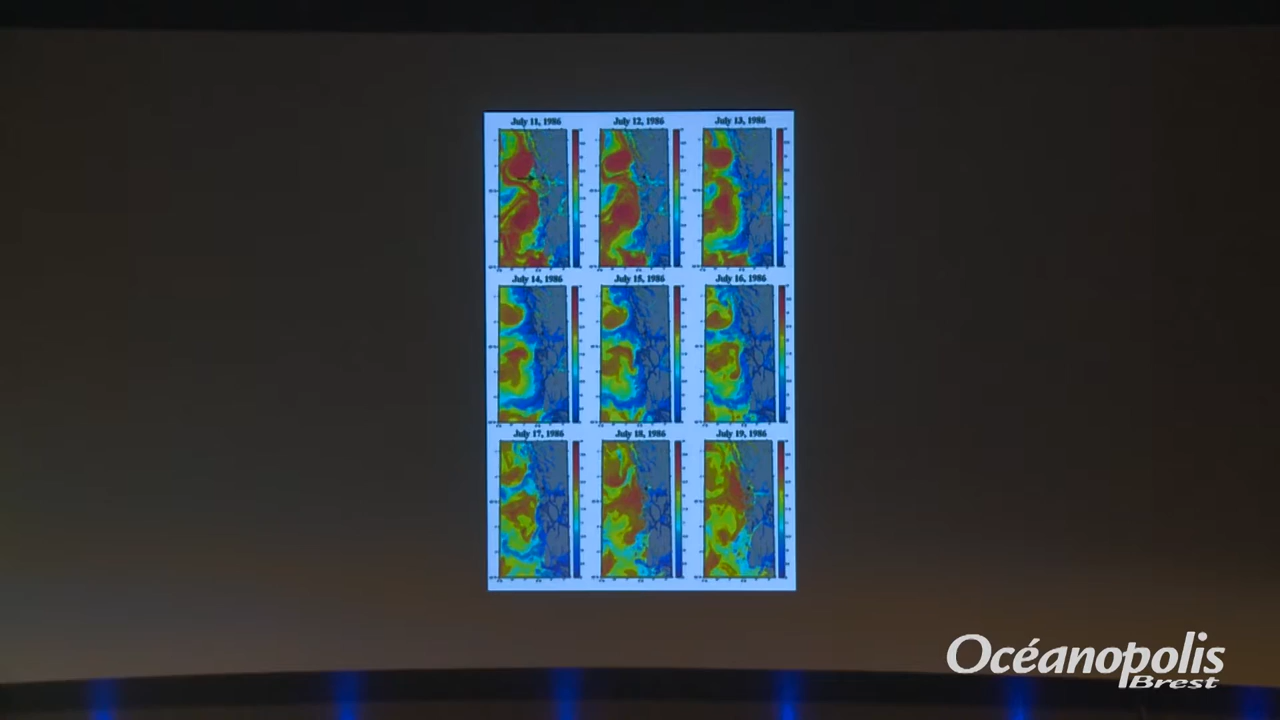 July 11, 1986
July 12, 1986
July 13, 1986
July 14, 1986
July 15, 1986
July 16, 1986
July 17, 1986
July 18, 1986
July 19, 1986
Océanopolis
Brest